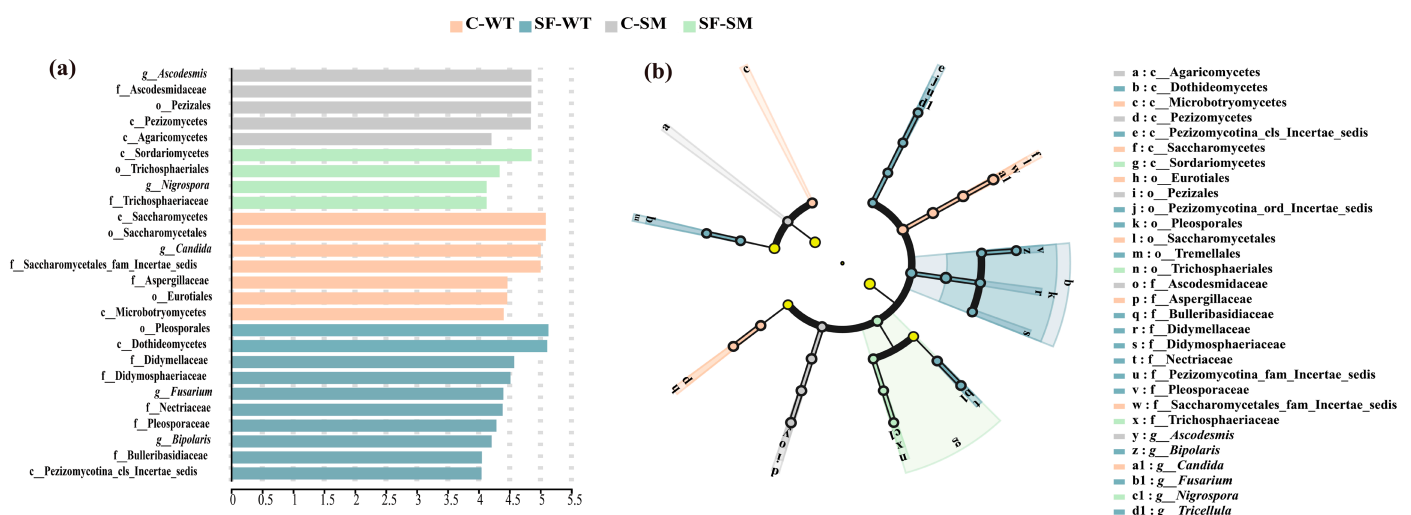 C-WT SF-WT C-SM SF-SM
(a)
g__Ascodesmis
f__Ascodesmidaceae
o__Pezizales
c__Pezizomycetes
c__Agaricomycetes
c__Sordariomycetes
o__Trichosphaeriales
g__Nigrospora
f__Trichosphaeriaceae
c__Saccharomycetes
o__Saccharomycetales
g__Candida
f__Saccharomycetales_fam_Incertae_sedis
f__Aspergillaceae
o__Eurotiales
c__Microbotryomycetes
o__Pleosporales
c__Dothideomycetes
f__Didymellaceae
f__Didymosphaeriaceae
g__Fusarium
f__Nectriaceae
f__Pleosporaceae
g__Bipolaris
f__Bulleribasidiaceae
c__Pezizomycotina_cls_Incertae_sedis
0 0.5 1 1.5 2 2.5 3 3.5 4 4.5 5 5.5
(b)
c
e
a
j
u
f
l
w
b
m
v
z
r
b
k
s
g
h
p
v
o
i
d
c1
x
n
a : c__Agaricomycetes
b : c__Dothideomycetes
c : c__Microbotryomycetes
d : c__Pezizomycetes
e : c__Pezizomycotina_cls_Incertae_sedis
f : c__Saccharomycetes
g : c__Sordariomycetes
h : o__Eurotiales
i : o__Pezizales
j : o__Pezizomycotina_ord_Incertae_sedis
k : o__Pleosporales
l : o__Saccharomycetales
m : o__Tremellales
n : o__Trichosphaeriales
o : f__Ascodesmidaceae
p : f__Aspergillaceae
q : f__Bulleribasidiaceae
r : f__Didymellaceae
s : f__Didymosphaeriaceae
t : f__Nectriaceae
u : f__Pezizomycotina_fam_Incertae_sedis
v : f__Pleosporaceae
w : f__Saccharomycetales_fam_Incertae_sedis
x : f__Trichosphaeriaceae
y : g__Ascodesmis
z : g__Bipolaris
a1 : g__Candida
b1 : g__Fusarium
c1 : g__Nigrospora
d1 : g__Tricellula